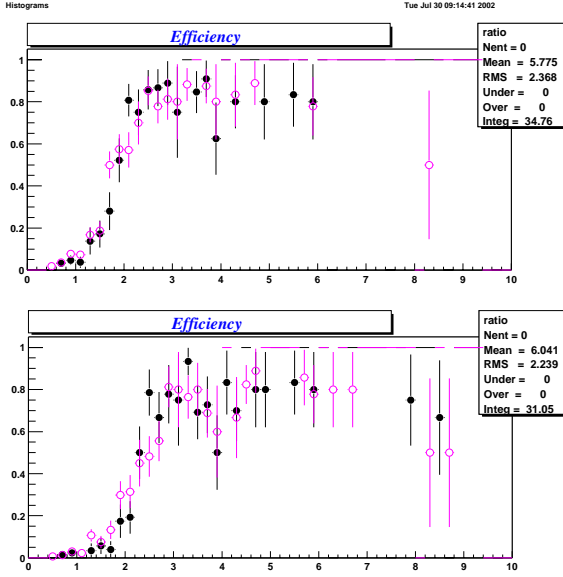 Histograms
Tue Jul 30 09:14:41 2002
Efficiency
ratio
Nent = 0
Mean = 5.775
RMS = 2.368
Under = 0
Over = 0
Integ = 34.76
1
0.8
0.6
0.4
0.2
0
0 1 2 3 4 5 6 7 8 9 10
Efficiency
ratio
Nent = 0
Mean = 6.041
RMS = 2.239
Under = 0
Over = 0
Integ = 31.05
1
0.8
0.6
0.4
0.2
0
0 1 2 3 4 5 6 7 8 9 10